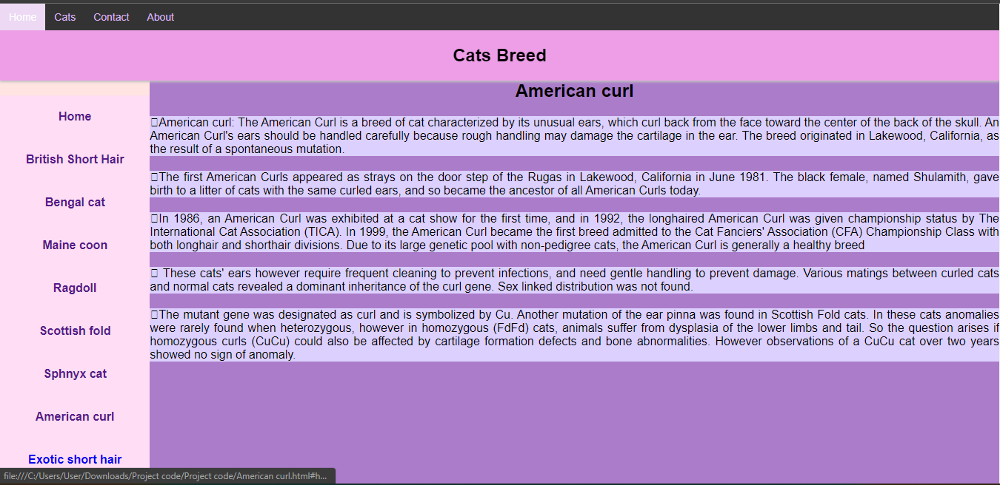 Home Cats Contact About
Cats Breed
Home
British Short Hair
Bengal cat
Maine coon
Ragdoll
Scottish fold
Sphnyx cat
American curl
Exotic short hair
American curl
American curl: The American Curl is a breed of cat characterized by its unusual ears, which curl back from the face toward the center of the back of the skull. An
American Curl's ears should be handled carefully because rough handling may damage the cartilage in the ear. The breed originated in Lakewood, California, as
the result of a spontaneous mutation.
The first American Curls appeared as strays on the door step of the Rugas in Lakewood, California in June 1981. The black female, named Shulamith, gave
birth to a litter of cats with the same curled ears, and so became the ancestor of all American Curls today.
In 1986, an American Curl was exhibited at a cat show for the first time, and in 1992, the longhaired American Curl was given championship status by The
International Cat Association (TICA). In 1999, the American Curl became the first breed admitted to the Cat Fanciers' Association (CFA) Championship Class with
both longhair and shorthair divisions. Due to its large genetic pool with non-pedigree cats, the American Curl is generally a healthy breed
These cats' ears however require frequent cleaning to prevent infections, and need gentle handling to prevent damage. Various matings between curled cats
and normal cats revealed a dominant inheritance of the curl gene. Sex linked distribution was not found.
The mutant gene was designated as curl and is symbolized by Cu. Another mutation of the ear pinna was found in Scottish Fold cats. In these cats anomalies
were rarely found when heterozygous, however in homozygous (FdFd) cats, animals suffer from dysplasia of the lower limbs and tail. So the question arises if
homozygous curls (CuCu) could also be affected by cartilage formation defects and bone abnormalities. However observations of a CuCu cat over two years
showed no sign of anomaly.
file:///C:/Users/User/Downloads/Project code/Project code/American curl.html#h...